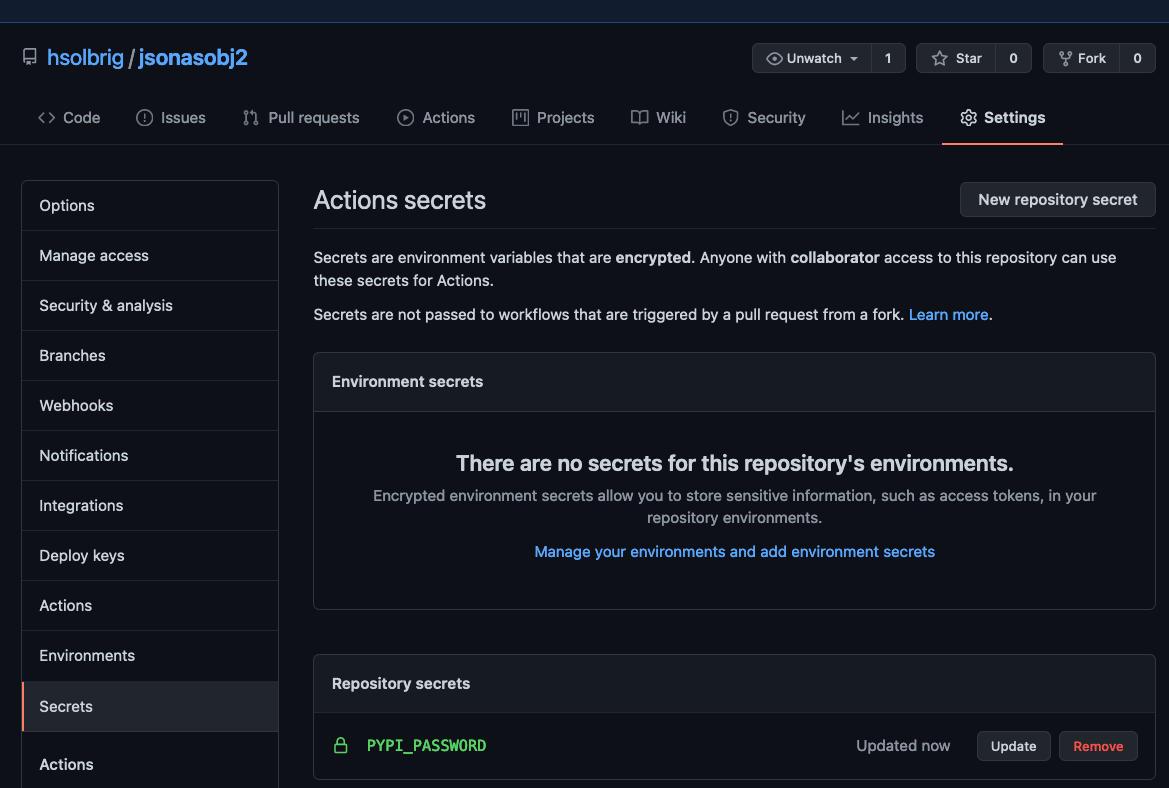 hsolbrig / jsonasobj2
Unwatch 1 Star 0 Fork 0
Code Issues Pull requests Actions Projects Wiki Security Insights Settings
Options
Manage access
Security & analysis
Branches
Webhooks
Notifications
Integrations
Deploy keys
Actions
Environments
Secrets
Actions
Actions secrets
New repository secret
Secrets are environment variables that are encrypted. Anyone with collaborator access to this repository can use
these secrets for Actions.
Secrets are not passed to workflows that are triggered by a pull request from a fork. Learn more.
Environment secrets
There are no secrets for this repository's environments.
Encrypted environment secrets allow you to store sensitive information, such as access tokens, in your
repository environments.
Manage your environments and add environment secrets
Repository secrets
PYPI_PASSWORD Updated now Update Remove